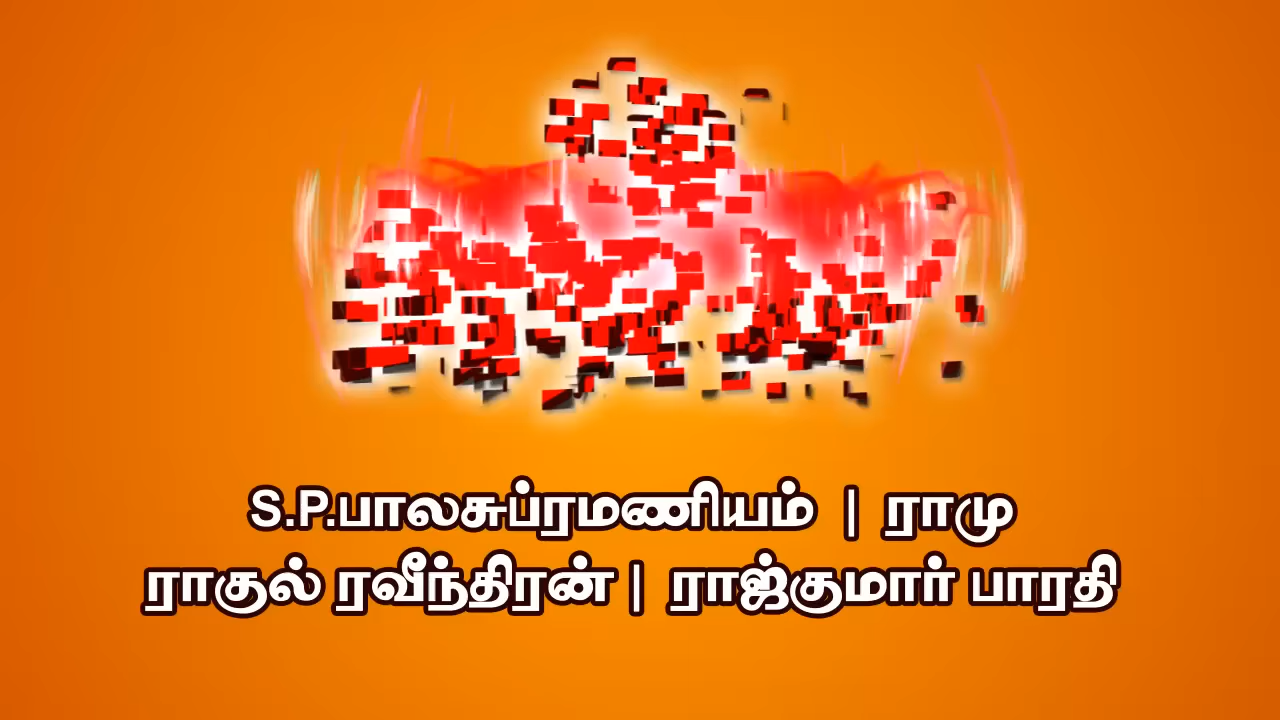 S.P.பாலசுப்ரமணியம் | ராமு
ராகுல் ரவீந்திரன் | ராஜ்குமார் பாரதி